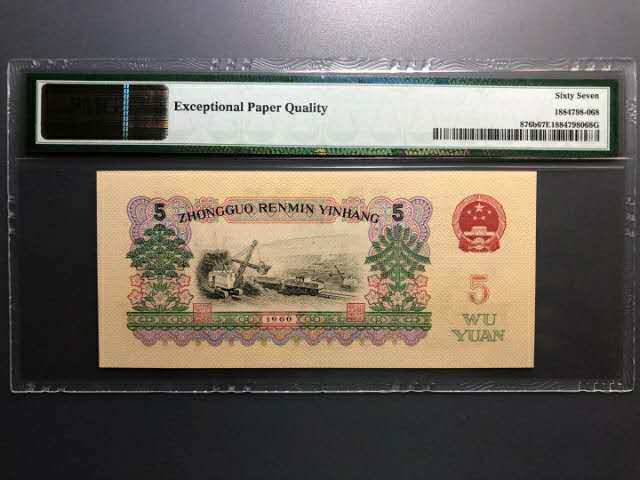 Exceptional Paper Quality
Sixty Seven
1884798-068
876b67E1884798068G
5
ZHONGGUO RENMIN YINHANG
5
1960
5
WU
YUAN